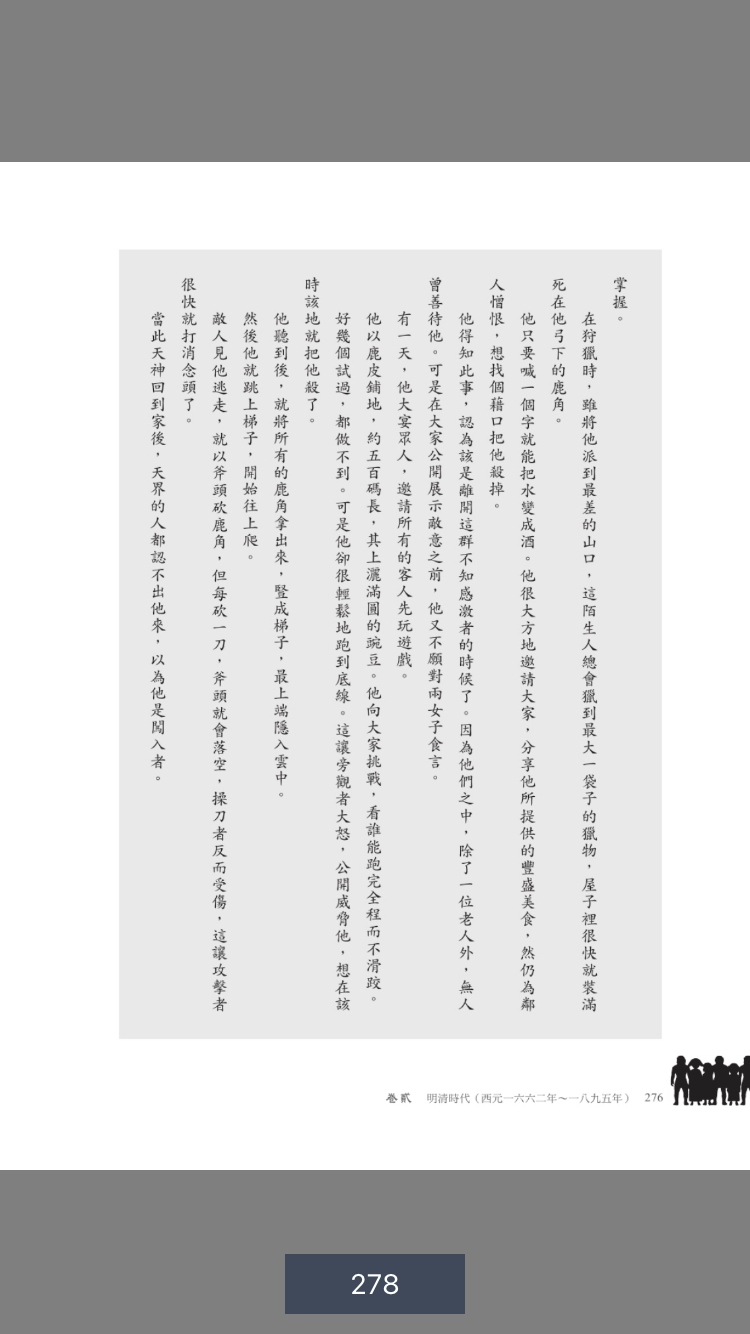 掌握。
在狩獵時，雖將他派到最差的山口，這陌生人總會獵到最大一袋子的獵物，屋子裡很快就裝滿
死在他弓下的鹿角。
他只要喊一個字就能把水變成酒。他很大方地邀請大家，分享他所提供的豐盛美食，然仍為鄰
人憎恨，想找個藉口把他殺掉。
他得知此事，認為該是離開這群不知感激者的時候了。因為他們之中，除了一位老人外，無人
曾善待他。可是在大家公開展示敵意之前，他又不願對兩女子食言。
有一天，他大宴眾人，邀請所有的客人先玩遊戲。
他以鹿皮鋪地，約五百碼長，其上灑滿圓的豌豆。他向大家挑戰，看誰能跑完全程而不滑跤。
好幾個試過，都做不到。可是他卻很輕鬆地跑到底線。這讓旁觀者大怒，公開威脅他，想在該
時該地就把他殺了。
他聽到後，就將所有的鹿角拿出來，豎成梯子，最上端隱入雲中。
然後他就跳上梯子，開始往上爬。
敵人見他逃走，就以斧頭砍鹿角，但每砍一刀，斧頭就會落空，操刀者反而受傷，這讓攻擊者
很快就打消念頭了。
當此天神回到家後，天界的人都認不出他來，以為他是闖入者。
卷貳 明清時代（西元一六六二年～一八九五年） 276
278